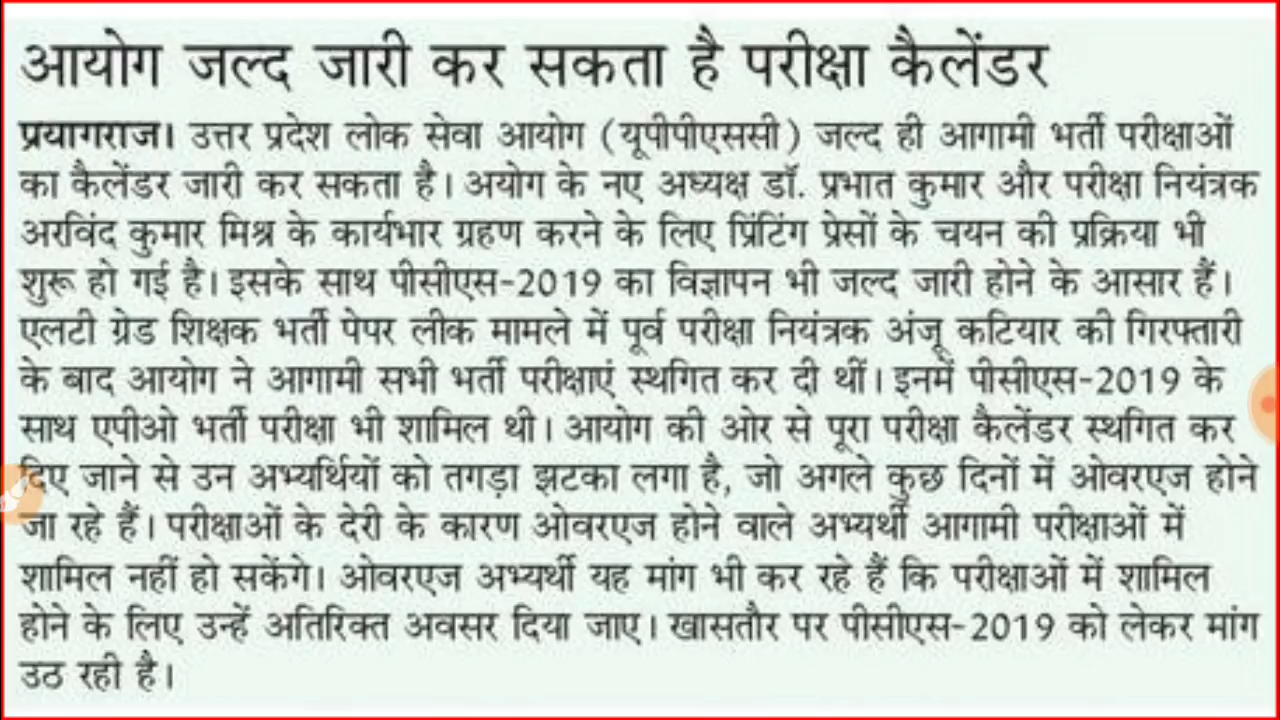 आयोग जल्द जारी कर सकता है परीक्षा कैलेंडर
प्रयागराज। उत्तर प्रदेश लोक सेवा आयोग (यूपीपीएससी) जल्द ही आगामी भर्ती परीक्षाओं
का कैलेंडर जारी कर सकता है। अयोग के नए अध्यक्ष डॉ. प्रभात कुमार और परीक्षा नियंत्रक
अरविंद कुमार मिश्र के कार्यभार ग्रहण करने के लिए प्रिंटिंग प्रेसों के चयन की प्रक्रिया भी
शुरू हो गई है। इसके साथ पीसीएस-2019 का विज्ञापन भी जल्द जारी होने के आसार हैं।
एलटी ग्रेड शिक्षक भर्ती पेपर लीक मामले में पूर्व परीक्षा नियंत्रक अंजू कटियार की गिरफ्तारी
के बाद आयोग ने आगामी सभी भर्ती परीक्षाएं स्थगित कर दी थीं। इनमें पीसीएस-2019 के
साथ एपीओ भर्ती परीक्षा भी शामिल थी। आयोग की ओर से पूरा परीक्षा कैलेंडर स्थगित कर
दिए जाने से उन अभ्यर्थियों को तगड़ा झटका लगा है, जो अगले कुछ दिनों में ओवरएज होने
जा रहे हैं। परीक्षाओं के देरी के कारण ओवरएज होने वाले अभ्यर्थी आगामी परीक्षाओं में
शामिल नहीं हो सकेंगे। ओवरएज अभ्यर्थी यह मांग भी कर रहे हैं कि परीक्षाओं में शामिल
होने के लिए उन्हें अतिरिक्त अवसर दिया जाए। खासतौर पर पीसीएस-2019 को लेकर मांग
उठ रही है।